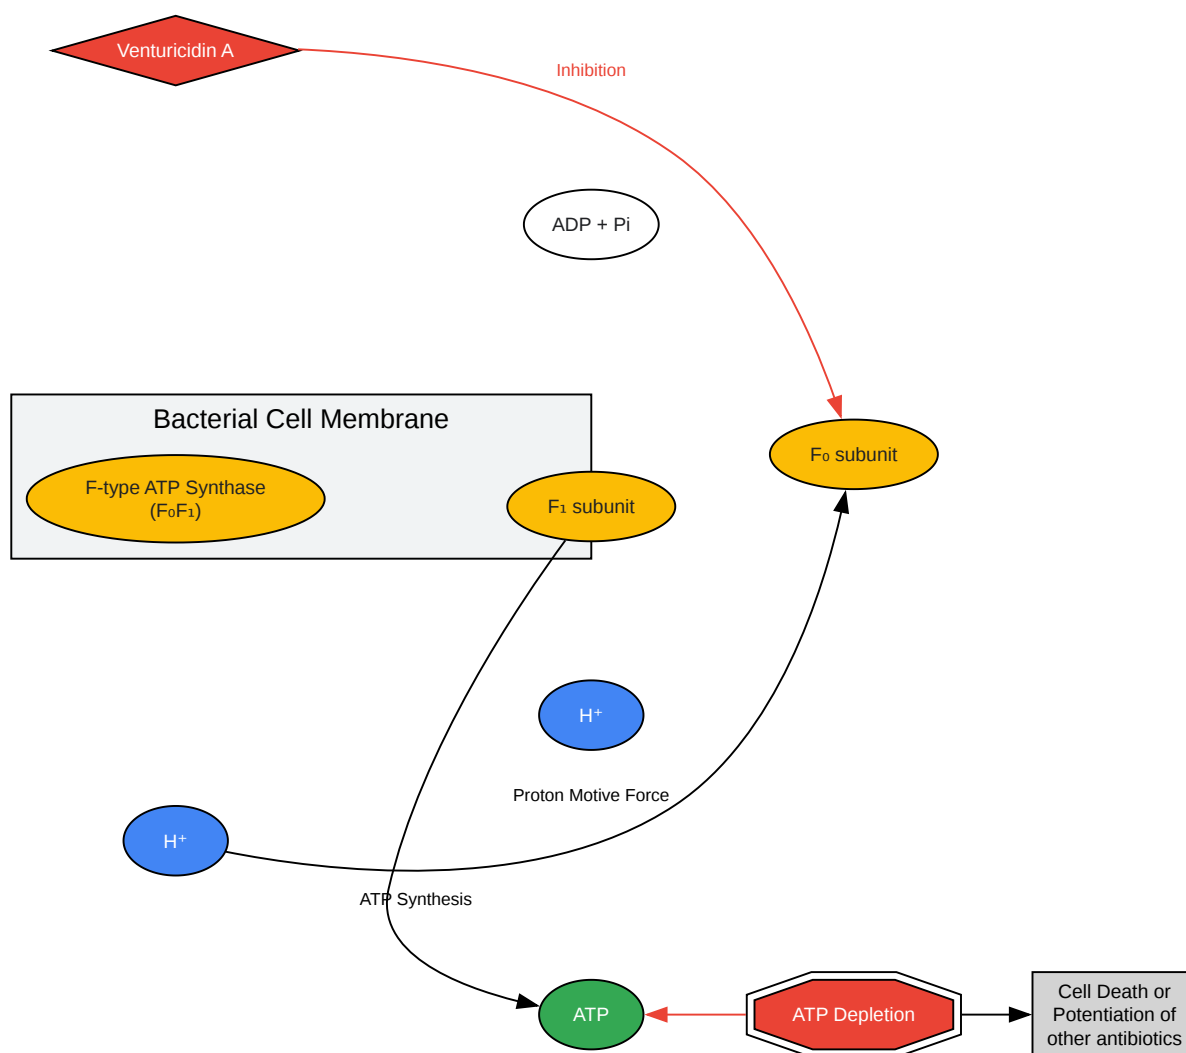 Venturicidin A
Inhibition
ADP + Pi
Bacterial Cell Membrane
F₀ subunit
F-type ATP Synthase
(F₀F₁)
F₁ subunit
H⁺
Proton Motive Force
H⁺
ATP Synthesis
ATP
ATP Depletion
Cell Death or
Potentiation of
other antibiotics